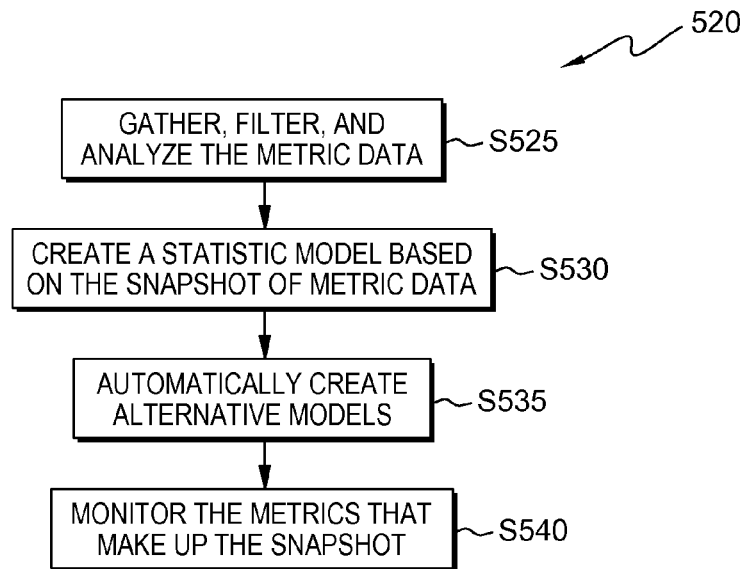 520
GATHER, FILTER, AND
ANALYZE THE METRIC DATA
S525
CREATE A STATISTIC MODEL BASED
ON THE SNAPSHOT OF METRIC DATA
S530
AUTOMATICALLY CREATE
ALTERNATIVE MODELS
S535
MONITOR THE METRICS THAT
MAKE UP THE SNAPSHOT
S540